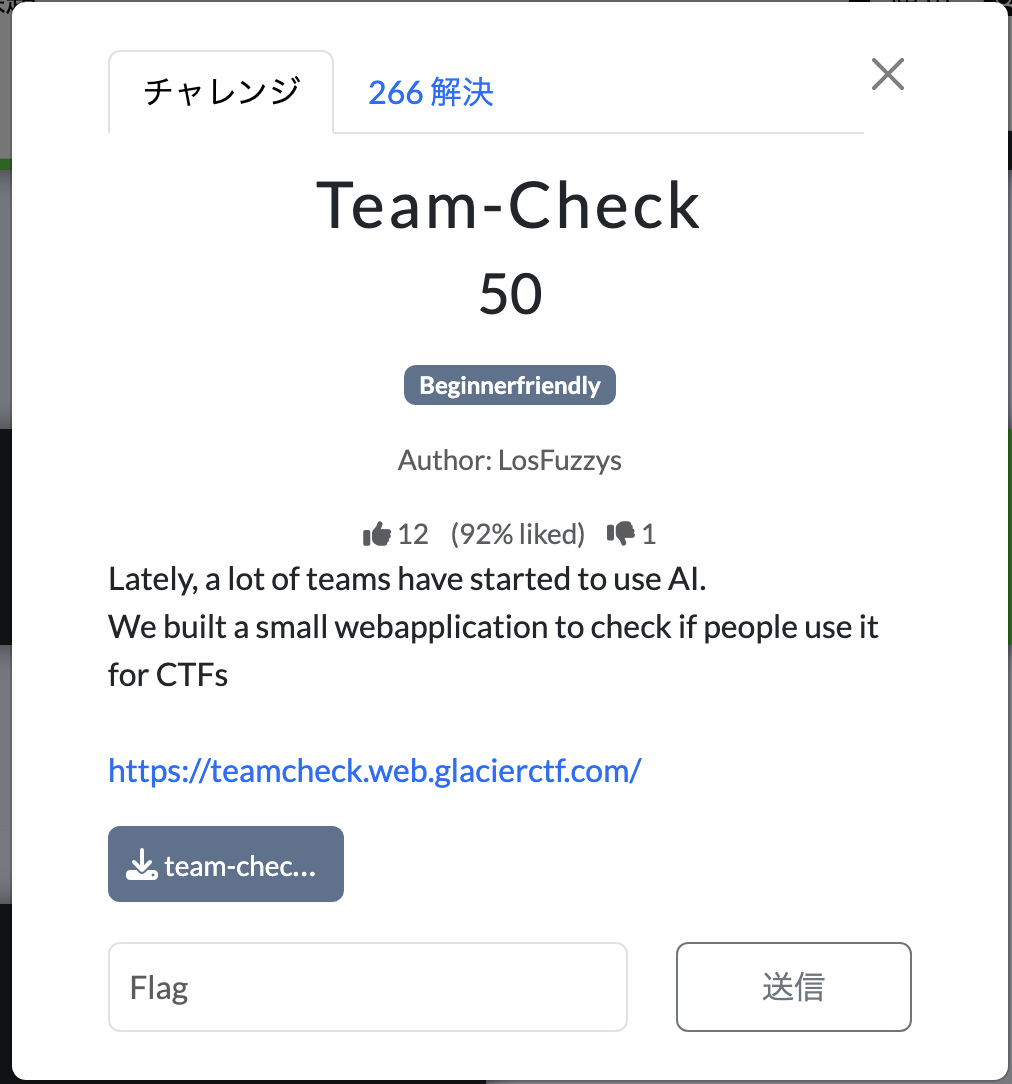 チャレンジ
266 解決
Team-Check
50
Beginnerfriendly
Author: LosFuzzys
12 (92% liked) 1
Lately, a lot of teams have started to use AI.
We built a small webapplication to check if people use it
for CTFs
https://teamcheck.web.glacierctf.com/
team-chec...
Flag
送信